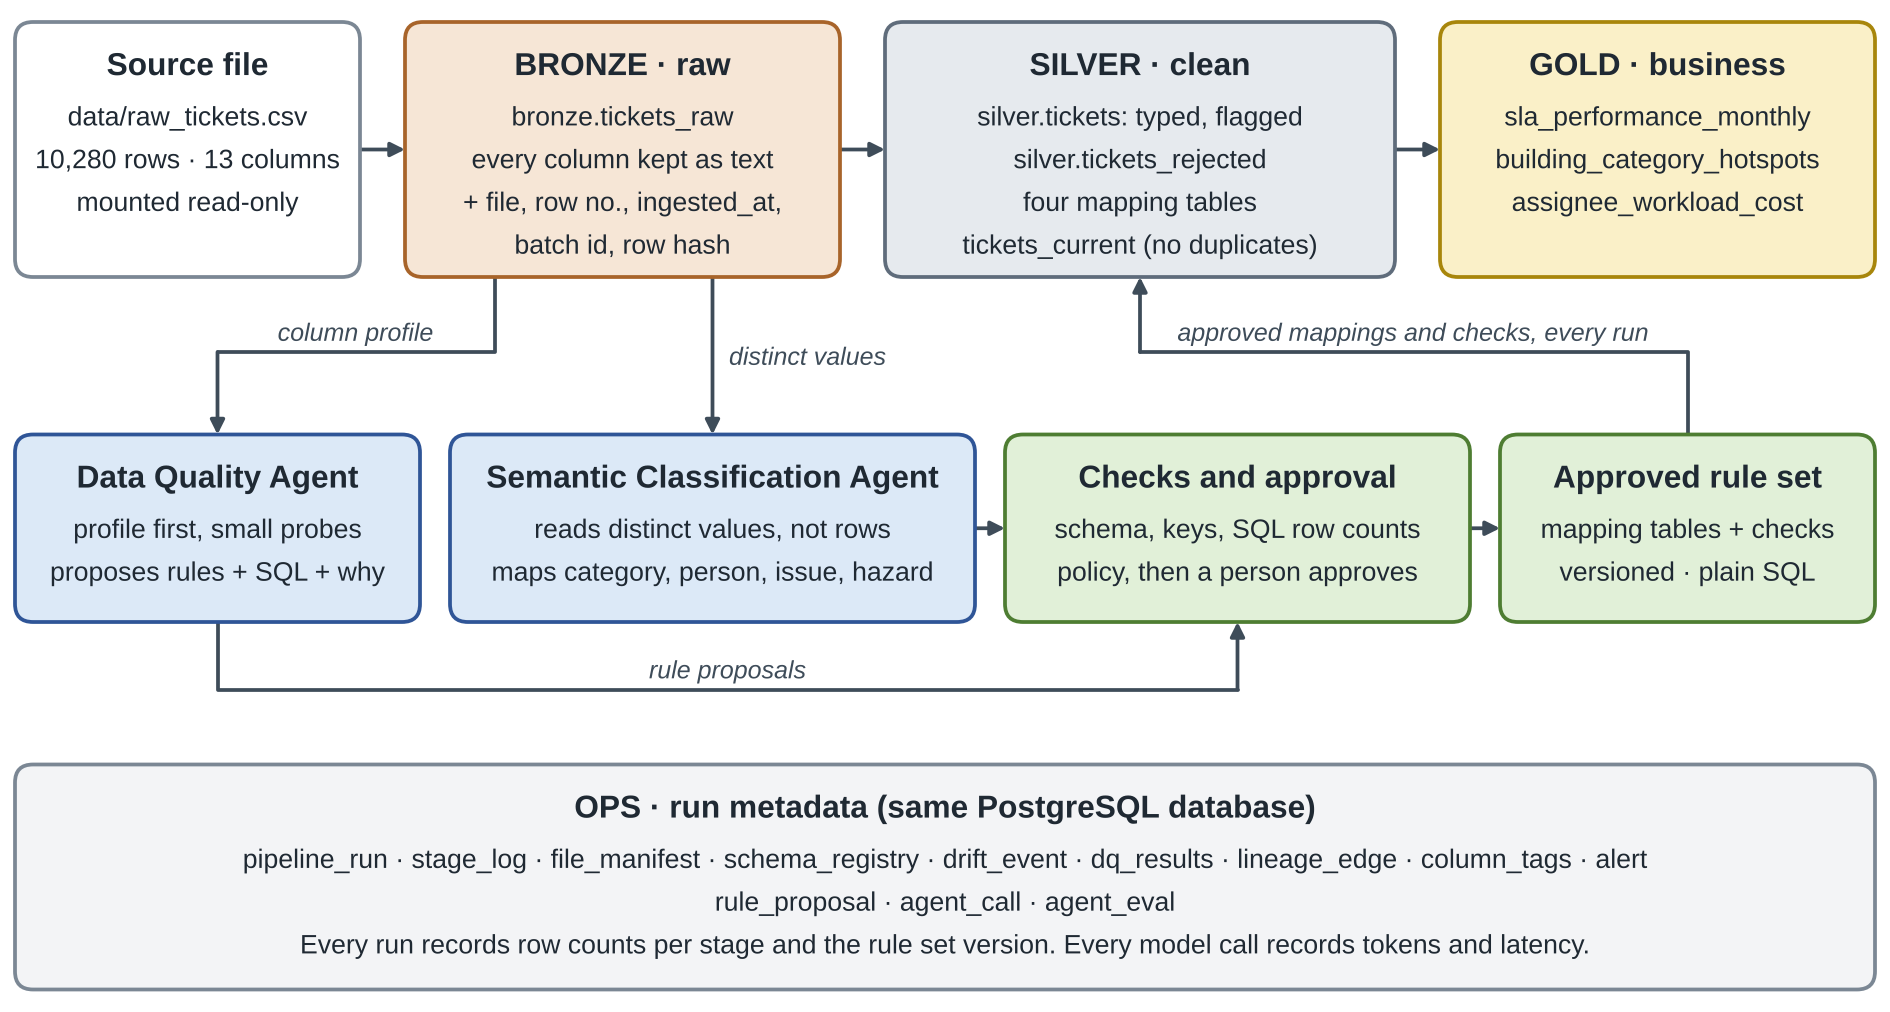 Source file
data/raw_tickets.csv
10,280 rows · 13 columns
mounted read-only
BRONZE · raw
bronze.tickets_raw
every column kept as text
+ file, row no., ingested_at,
batch id, row hash
SILVER · clean
silver.tickets: typed, flagged
silver.tickets_rejected
four mapping tables
tickets_current (no duplicates)
GOLD · business
sla_performance_monthly
building_category_hotspots
assignee_workload_cost
column profile
distinct values
approved mappings and checks, every run
Data Quality Agent
profile first, small probes
proposes rules + SQL + why
Semantic Classification Agent
reads distinct values, not rows
maps category, person, issue, hazard
Checks and approval
schema, keys, SQL row counts
policy, then a person approves
Approved rule set
mapping tables + checks
versioned · plain SQL
rule proposals
OPS · run metadata (same PostgreSQL database)
pipeline_run · stage_log · file_manifest · schema_registry · drift_event · dq_results · lineage_edge · column_tags · alert
rule_proposal · agent_call · agent_eval
Every run records row counts per stage and the rule set version. Every model call records tokens and latency.